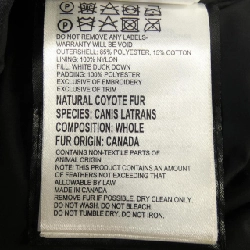 DO NOT REMOVE ANY LABELS-
WARRANTY WILL BE VOID
OUTERSHELL: 85% POLYESTER, 15% COTTON
LINING: 100% NYLON
FILL: WHITE DUCK DOWN
PADDING: 100% POLYESTER
EXCLUSIVE OF EMBROIDERY
EXCLUSIVE OF TRIM
NATURAL COYOTE FUR
SPECIES: CANIS LATRANS
COMPOSITION: WHOLE
FUR ORIGIN: CANADA
CONTAINS NON-TEXTILE PARTS OF
ANIMAL ORIGIN
MAY CONTAIN AN AMOUNT
OF FEATHERS NOT EXCEEDING THAT
ALLOWABLE BY LAW
MADE IN CANADA
REMOVE FUR IF POSSIBLE. DRY CLEAN ONLY.
DO NOT WASH, DO NOT BLEACH,
DO NOT TUMBLE DRY, DO NOT IRON.